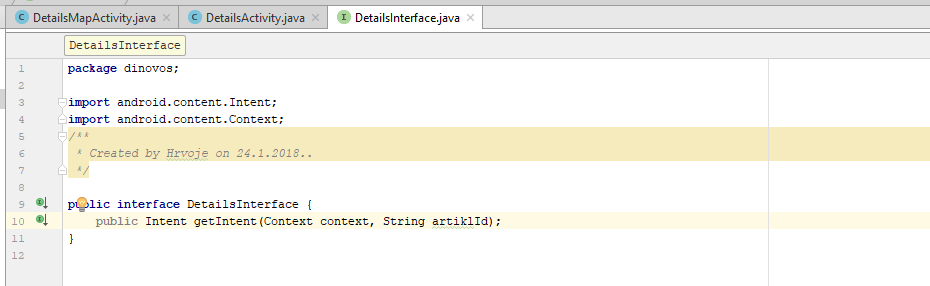 DetailsMapActivity.java DetailsActivity.java DetailsInterface.java
DetailsInterface
1 package dinovos;
2
3 import android.content.Intent;
4 import android.content.Context;
5 /**
6 * Created by Hrvoje on 24.1.2018..
7 */
8
9 public interface DetailsInterface {
10 public Intent getIntent(Context context, String artiklId);
11 }
12